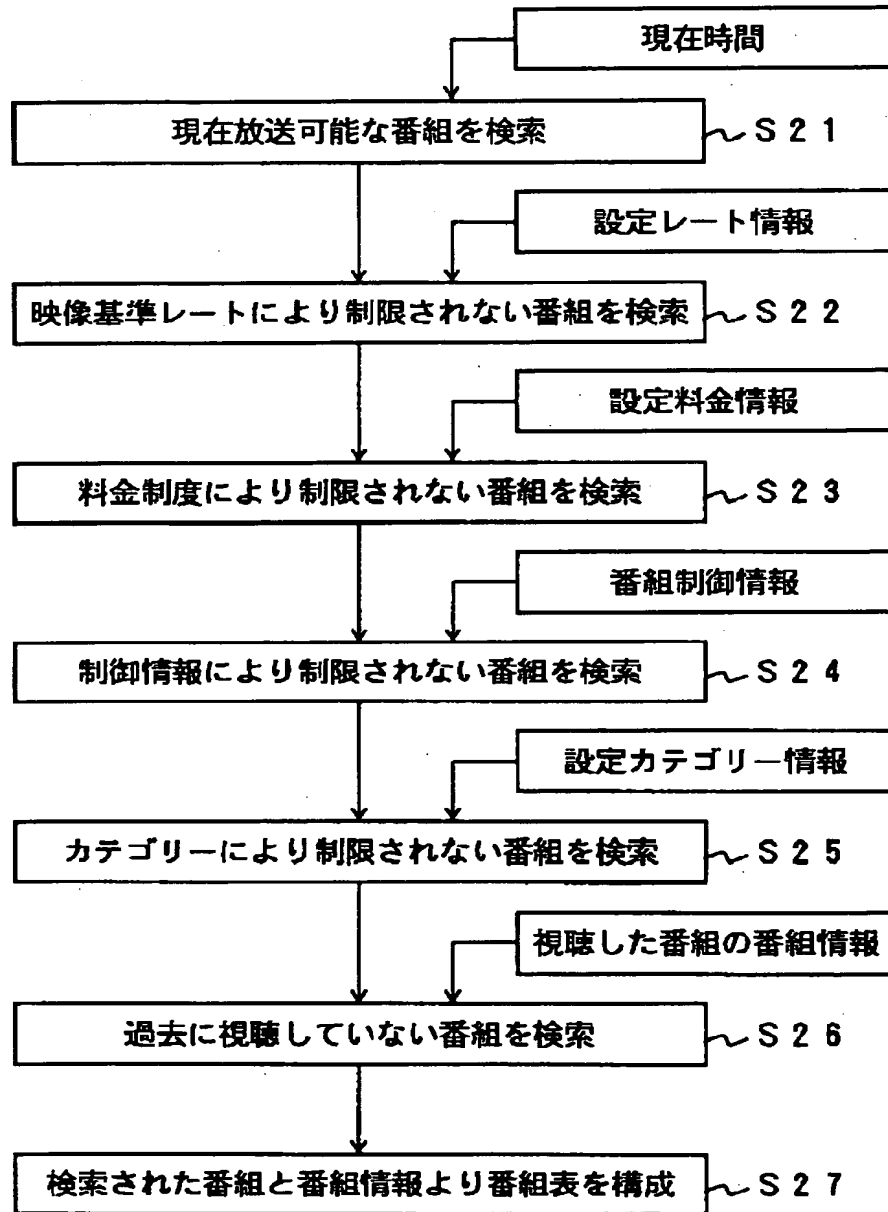 現在時間
現在放送可能な番組を検索 S21
設定レート情報
映像基準レートにより制限されない番組を検索 S22
設定料金情報
料金制度により制限されない番組を検索 S23
番組制御情報
制御情報により制限されない番組を検索 S24
設定カテゴリー情報
カテゴリーにより制限されない番組を検索 S25
視聴した番組の番組情報
過去に視聴していない番組を検索 S26
検索された番組と番組情報より番組表を構成 S27